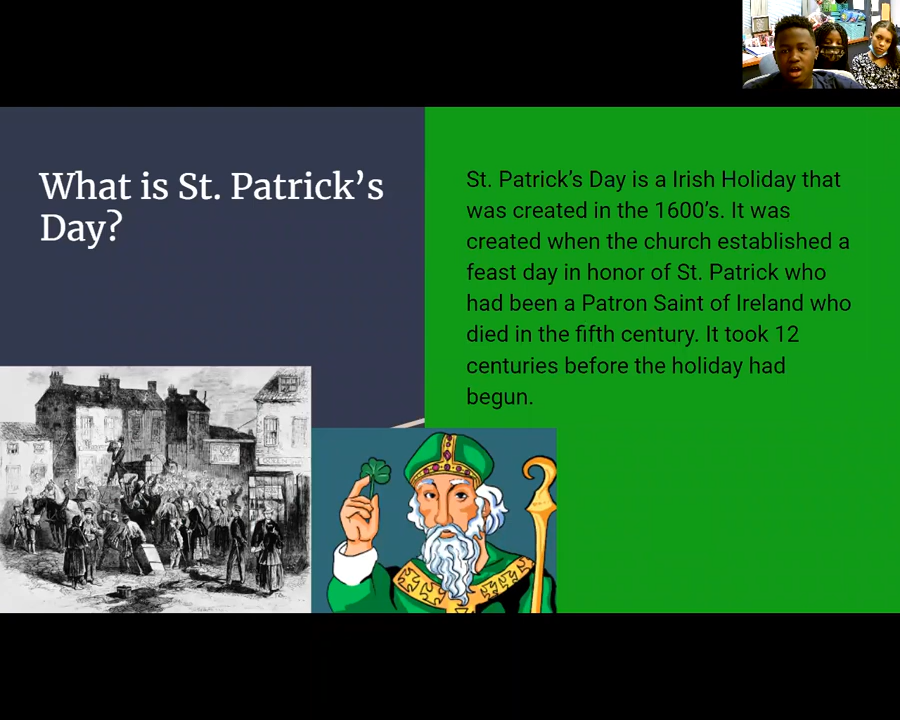 What is St. Patrick’s
Day?
St. Patrick’s Day is a Irish Holiday that
was created in the 1600’s. It was
created when the church established a
feast day in honor of St. Patrick who
had been a Patron Saint of Ireland who
died in the fifth century. It took 12
centuries before the holiday had
begun.